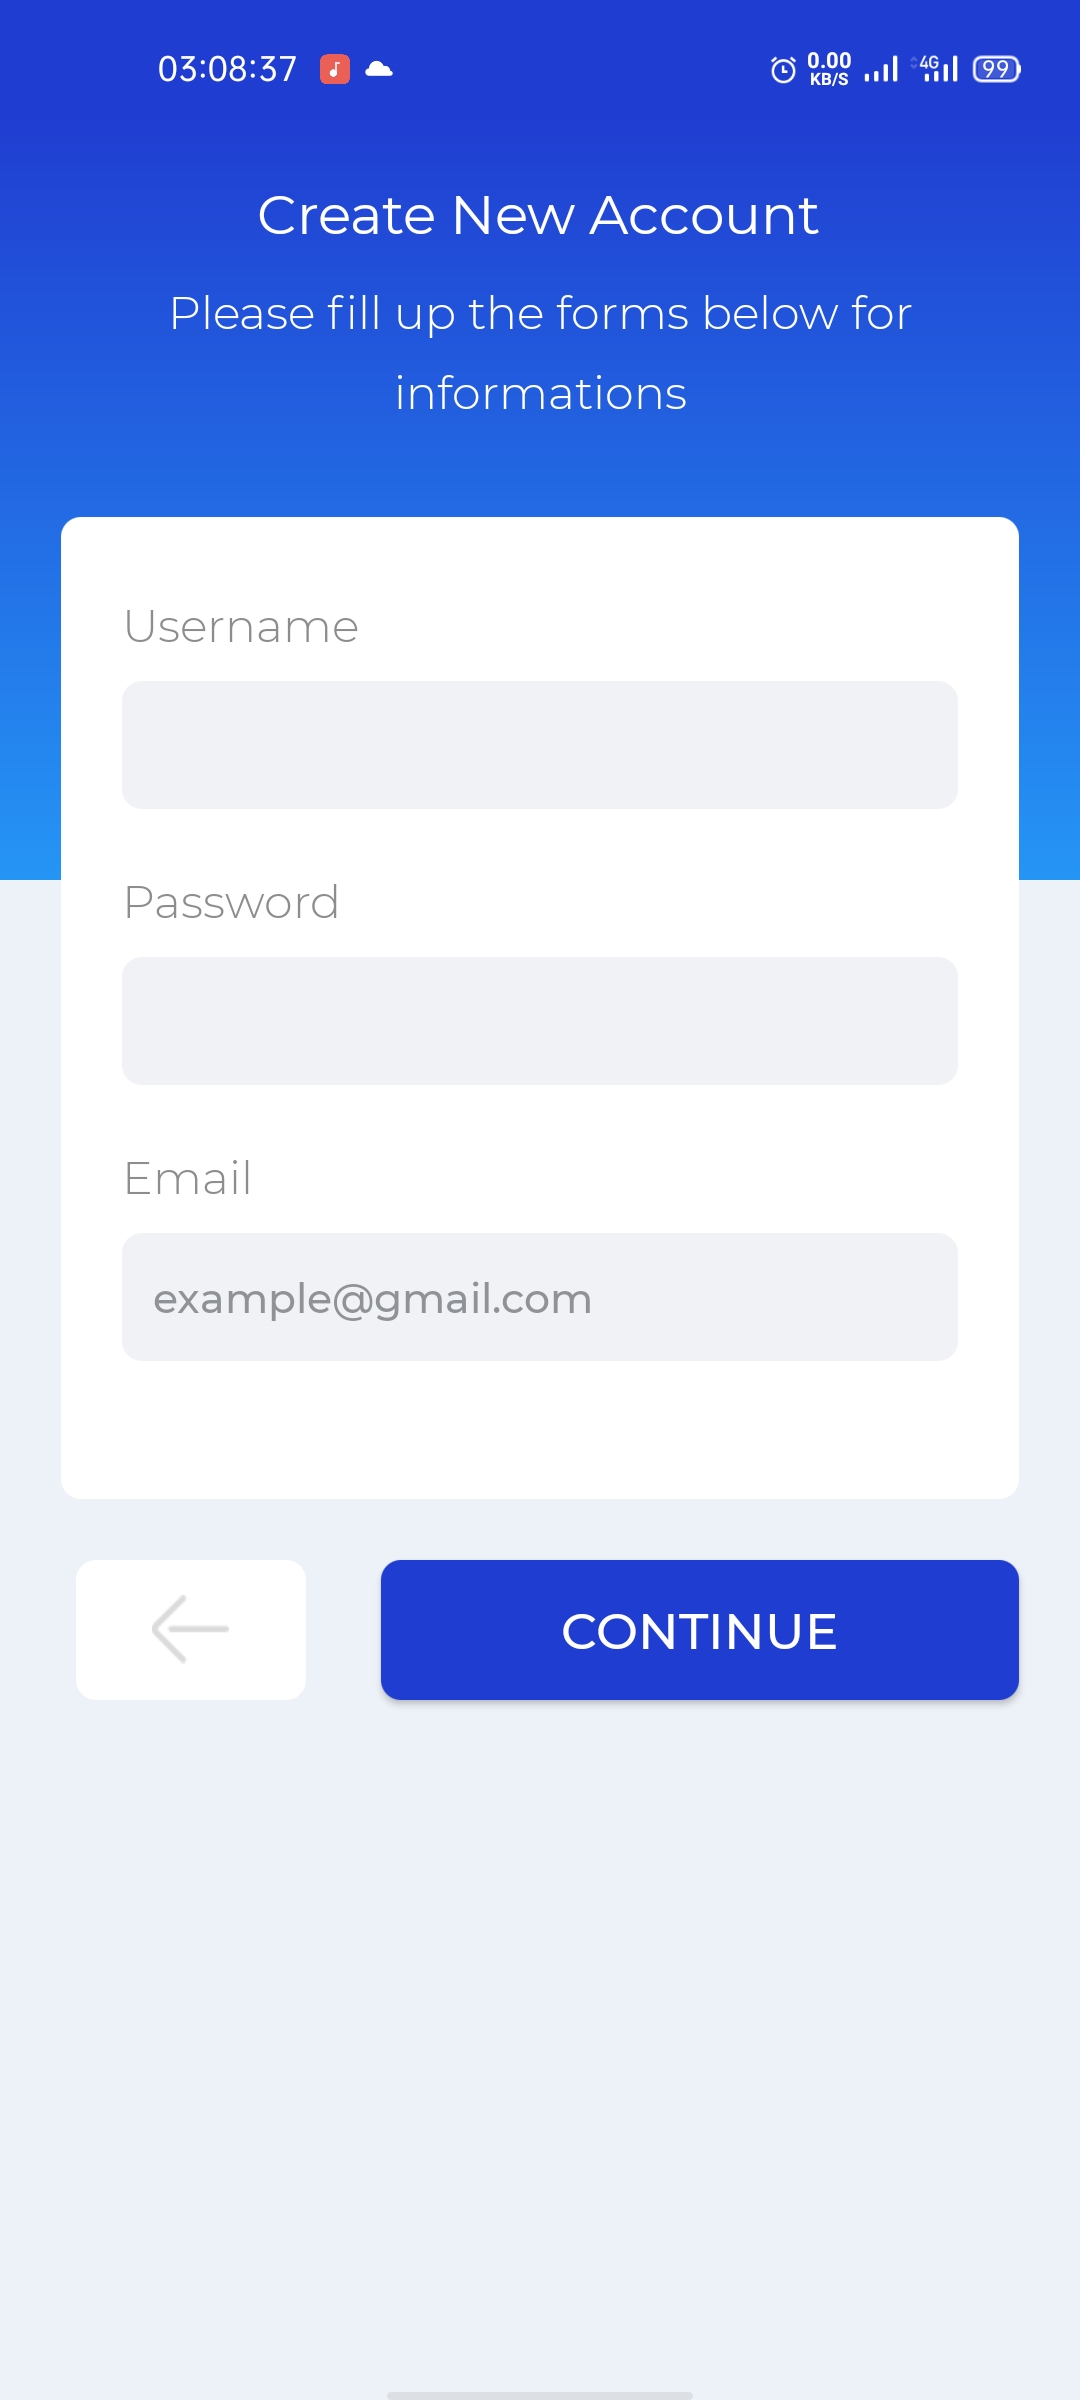 03:08:37
0.00
KB/S
4G
99
Create New Account
Please fill up the forms below for
informations
Username
Password
Email
example@gmail.com
CONTINUE